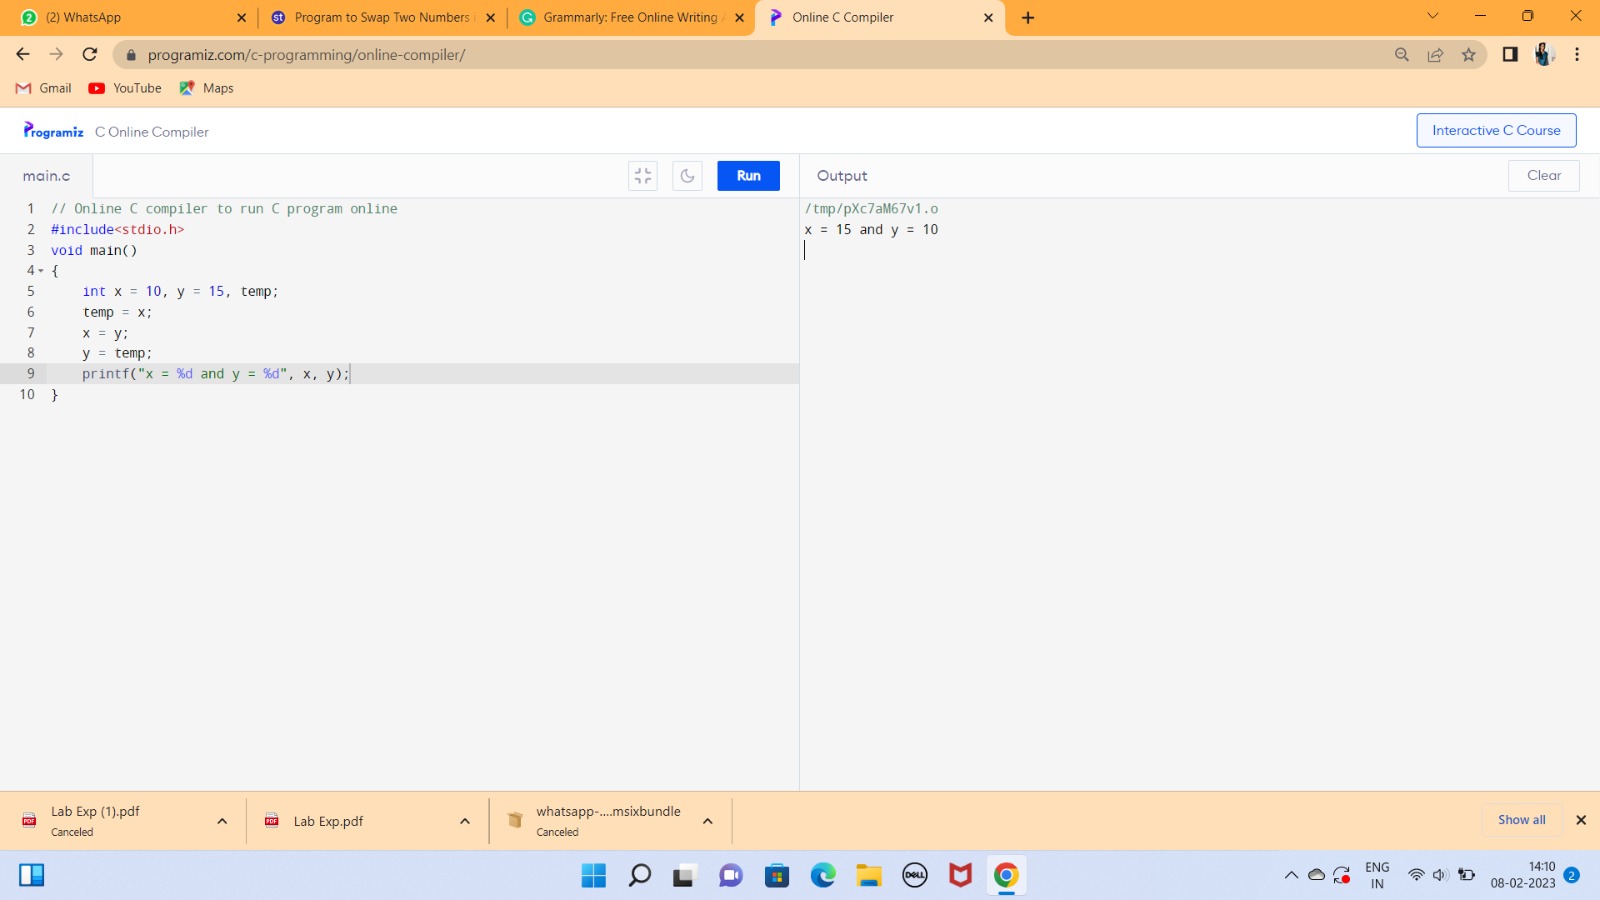 (2) WhatsApp
Program to Swap Two Numbers
Grammarly: Free Online Writing
Online C Compiler
programiz.com/c-programming/online-compiler/
Gmail
YouTube
Maps
Programiz C Online Compiler
Interactive C Course
main.c
Run
Output
Clear
1 // Online C compiler to run C program online
2 #include<stdio.h>
3 void main()
4 {
5 int x = 10, y = 15, temp;
6 temp = x;
7 x = y;
8 y = temp;
9 printf("x = %d and y = %d", x, y);
10 }
/tmp/pXc7aM67v1.o
x = 15 and y = 10
Lab Exp (1).pdf
Canceled
Lab Exp.pdf
whatsapp-....msixbundle
Canceled
Show all
ENG
IN
14:10
08-02-2023
2